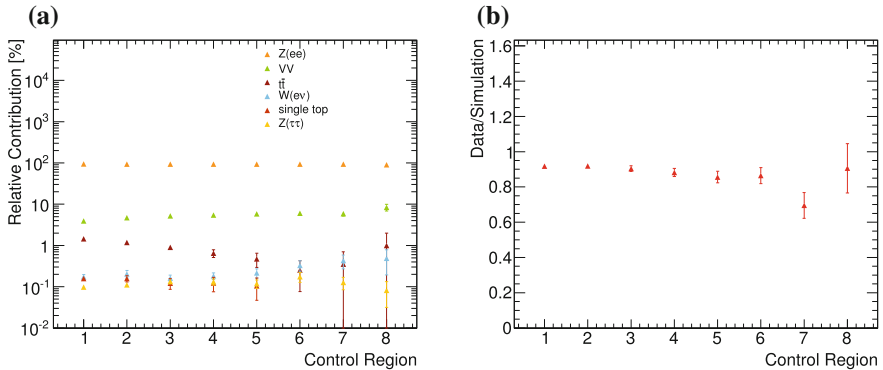 (a)
Relative Contribution [%]
10⁴
10³
10²
10
1
10⁻¹
10⁻²
Z(ee)
VV
tt̄
W(eν)
single top
Z(ττ)
1 2 3 4 5 6 7 8
Control Region
(b)
Data/Simulation
1.6
1.4
1.2
1
0.8
0.6
0.4
0.2
0
1 2 3 4 5 6 7 8
Control Region